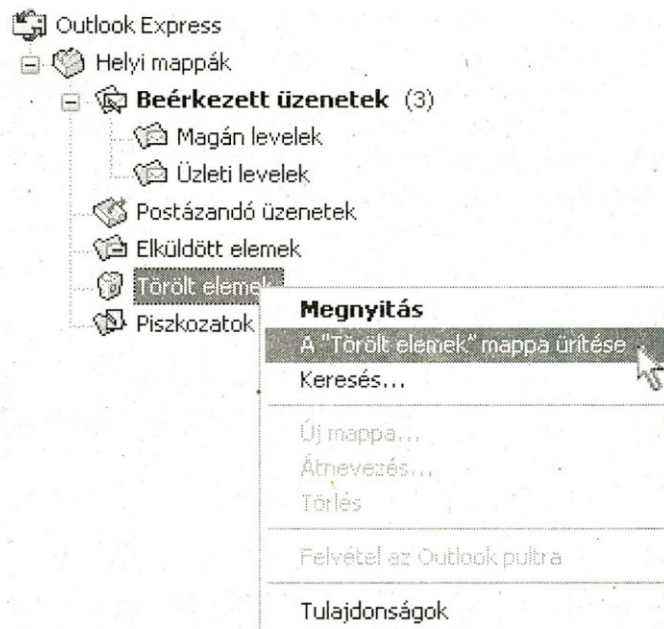 Outlook Express
Helyi mappák
Beérkezett üzenetek (3)
Magán levelek
Üzleti levelek
Postázandó üzenetek
Elküldött elemek
Törölt elemek
Piszkozatok
Megnyitás
A "Törölt elemek" mappa ürítése
Keresés...
Új mappa...
Átnevezés...
Törlés
Felvétel az Outlook pultra
Tulajdonságok